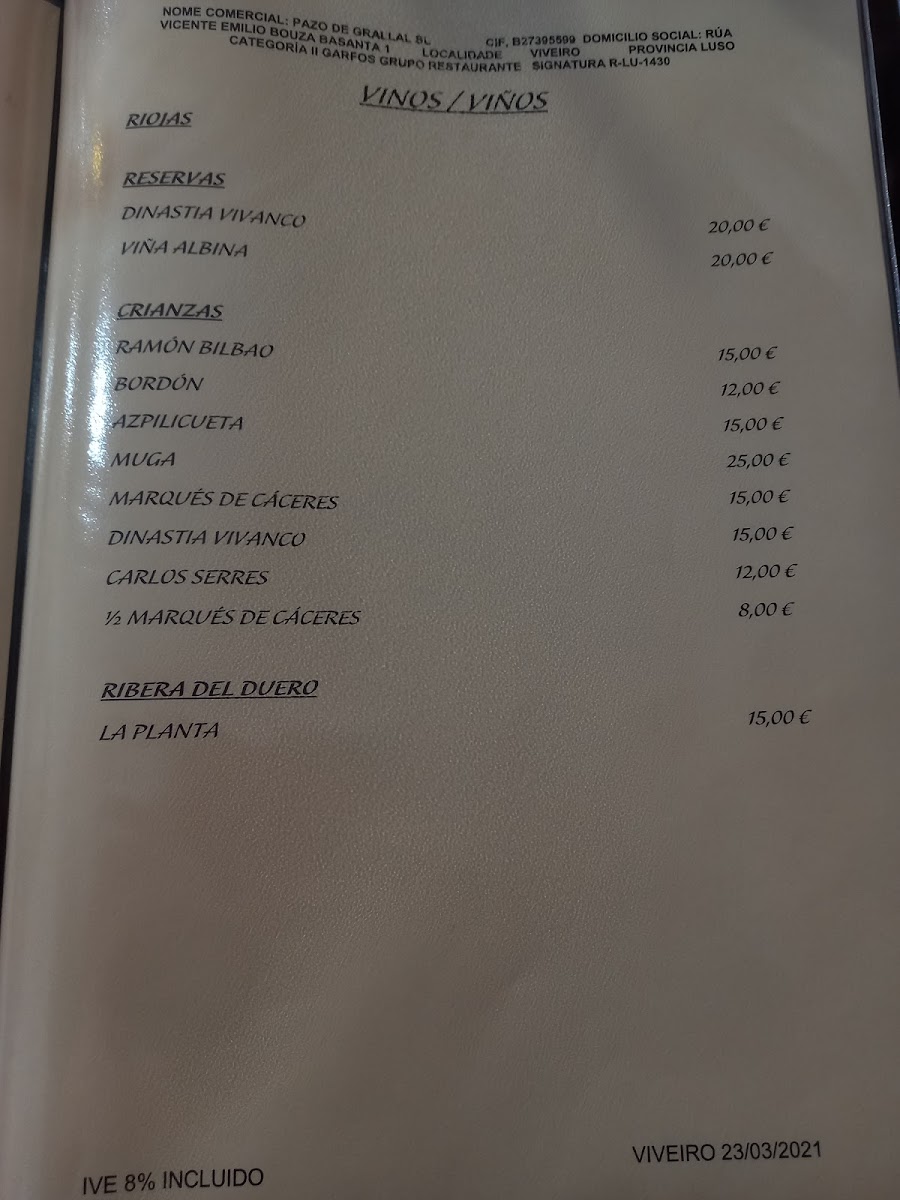 NOME COMERCIAL: PAZO DE GRALLAL SL CIF. B27395599 DOMICILIO SOCIAL: RÚA
VICENTE EMILIO BOUZA BASANTA 1 LOCALIDADE VIVEIRO PROVINCIA LUSO
CATEGORÍA II GARFOS GRUPO RESTAURANTE SIGNATURA R-LU-1430
VINOS / VIÑOS
RIOJAS
RESERVAS
DINASTIA VIVANCO 20,00 €
VIÑA ALBINA 20,00 €
CRIANZAS
RAMÓN BILBAO 15,00 €
BORDÓN 12,00 €
AZPILICUETA 15,00 €
MUGA 25,00 €
MARQUÉS DE CÁCERES 15,00 €
DINASTIA VIVANCO 15,00 €
CARLOS SERRES 12,00 €
½ MARQUÉS DE CÁCERES 8,00 €
RIBERA DEL DUERO
LA PLANTA 15,00 €
IVE 8% INCLUIDO VIVEIRO 23/03/2021